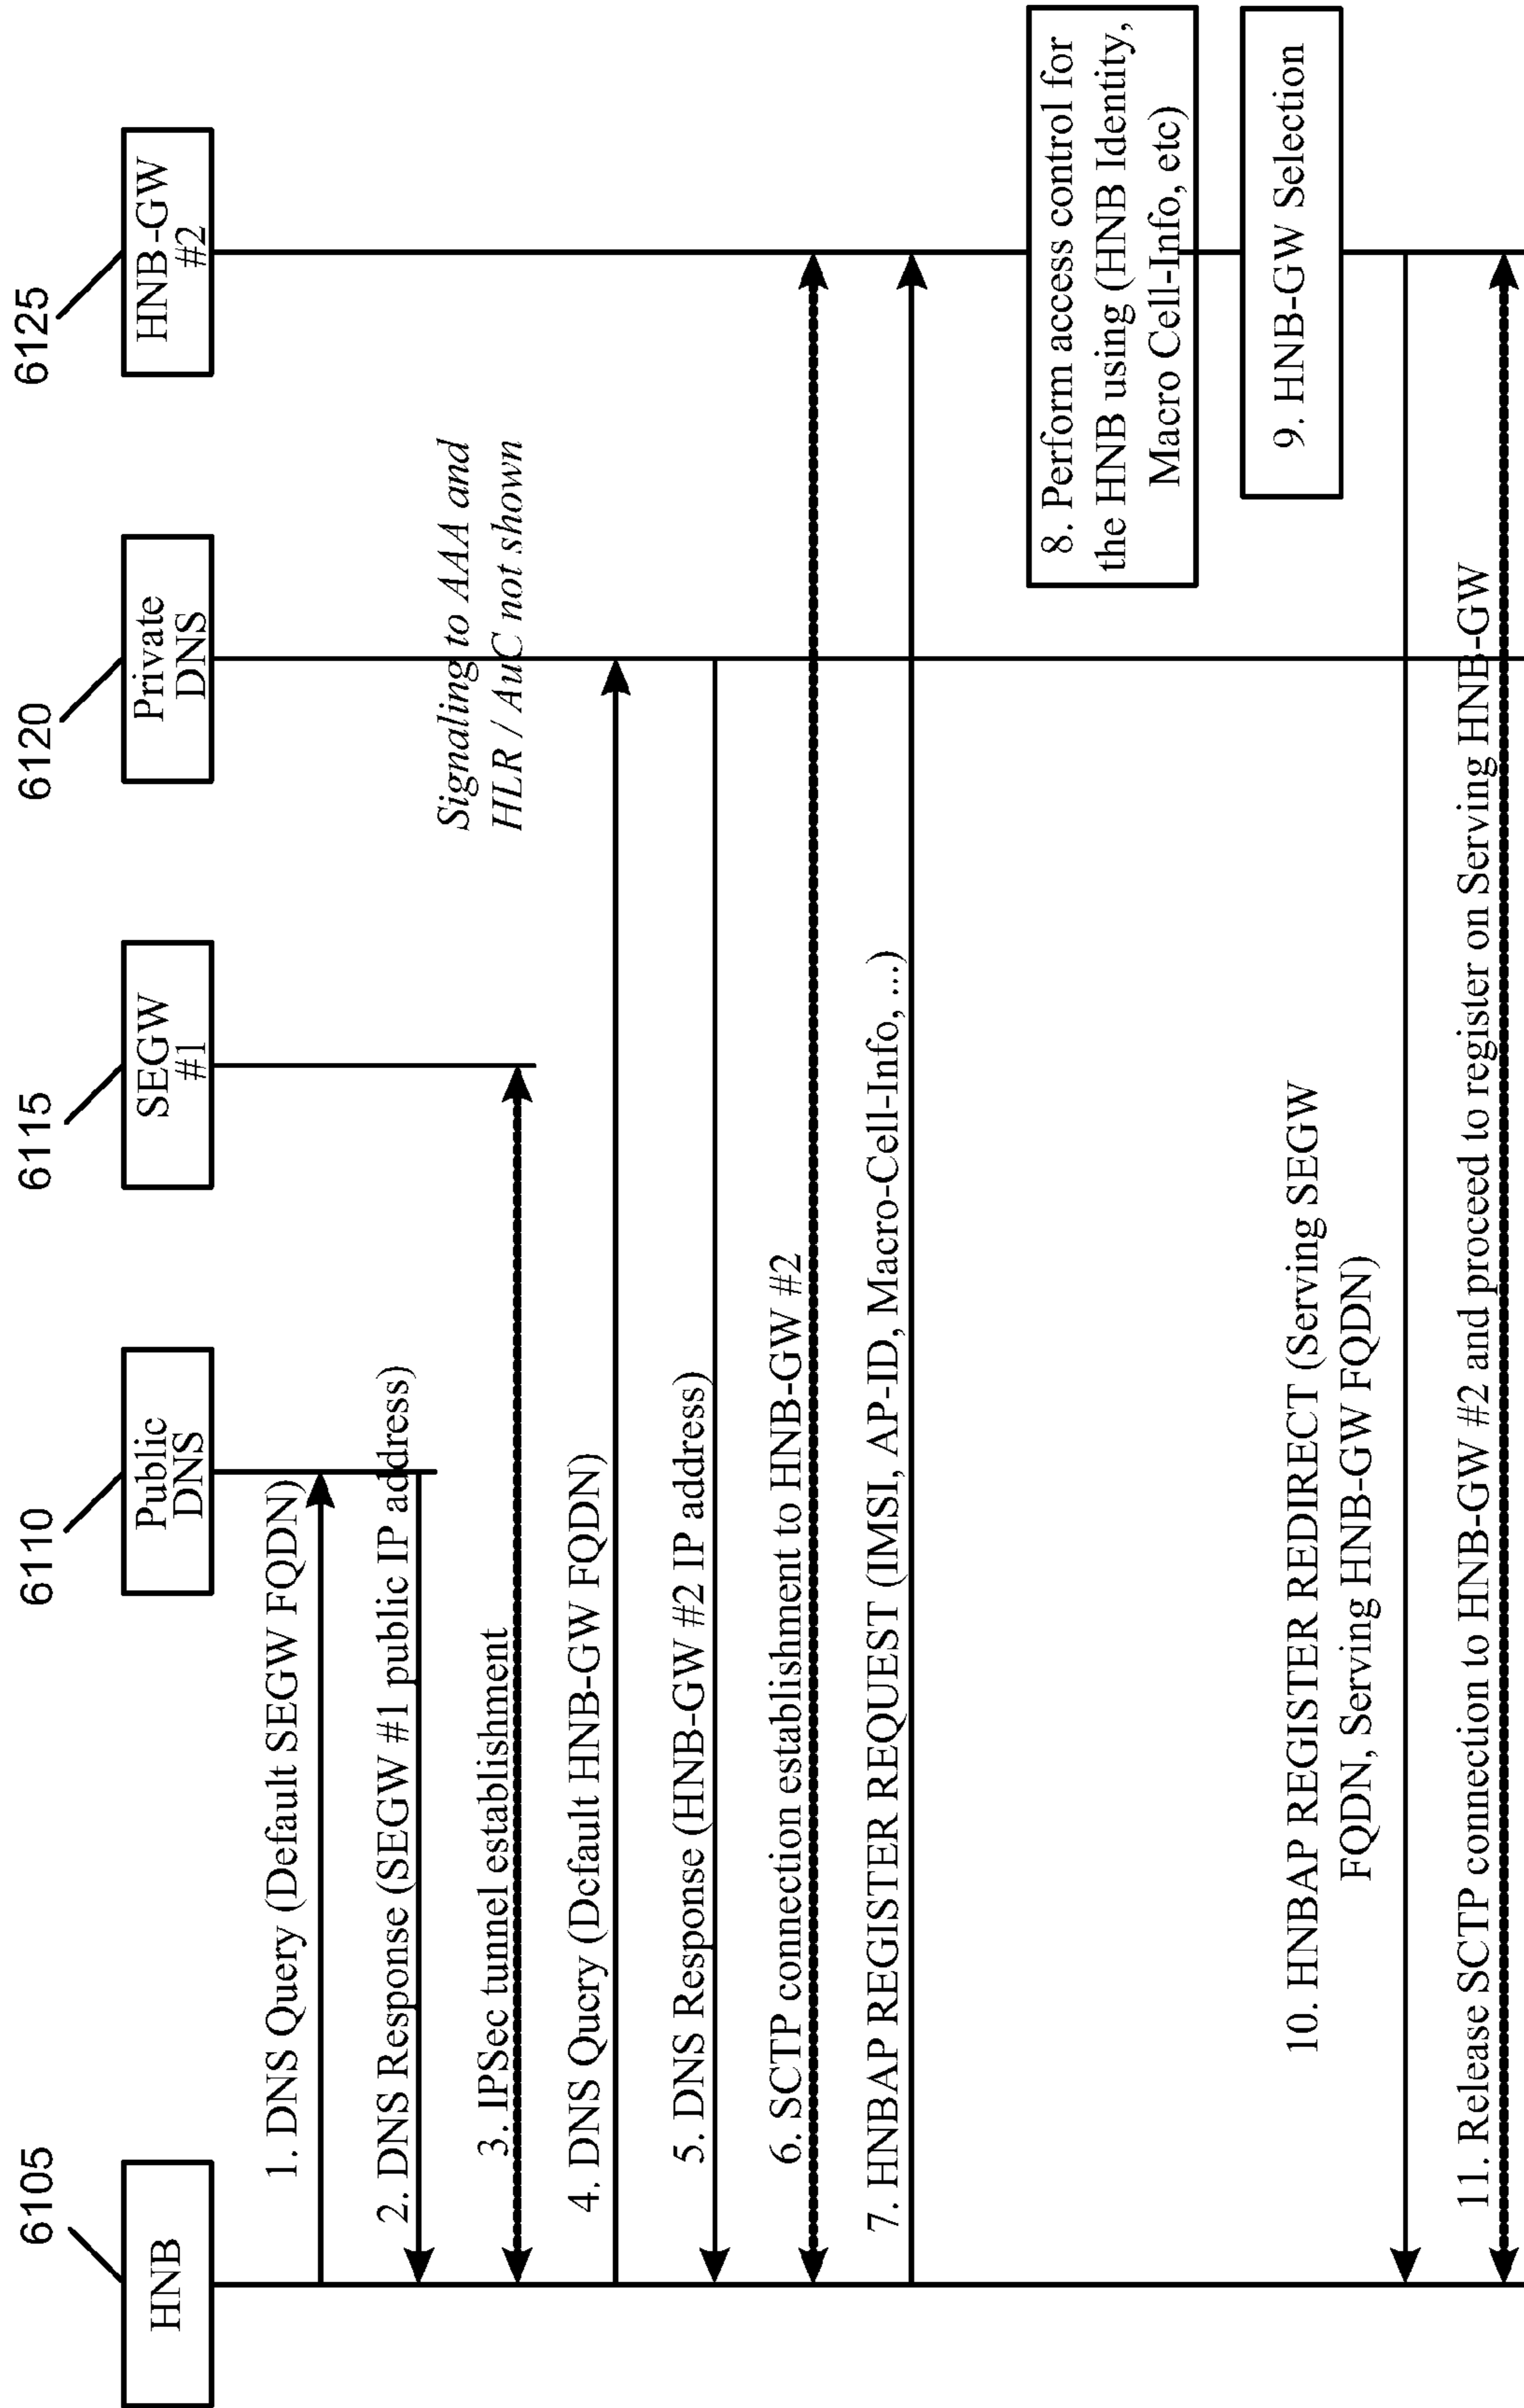 6105
6110
6115
6120
6125
HNB
Public
DNS
SEGW
#1
Private
DNS
HNB-GW
#2
1. DNS Query (Default SEGW FQDN)
2. DNS Response (SEGW #1 public IP address)
3. IPSec tunnel establishment
Signaling to AAA and
HLR / AuC not shown
4. DNS Query (Default HNB-GW FQDN)
5. DNS Response (HNB-GW #2 IP address)
6. SCTP connection establishment to HNB-GW #2
7. HNBAP REGISTER REQUEST (IMSI, AP-ID, Macro-Cell-Info, ...)
8. Perform access control for
the HNB using (HNB Identity,
Macro Cell-Info, etc)
9. HNB-GW Selection
10. HNBAP REGISTER REDIRECT (Serving SEGW
FQDN, Serving HNB-GW FQDN)
11. Release SCTP connection to HNB-GW #2 and proceed to register on Serving HNB-GW